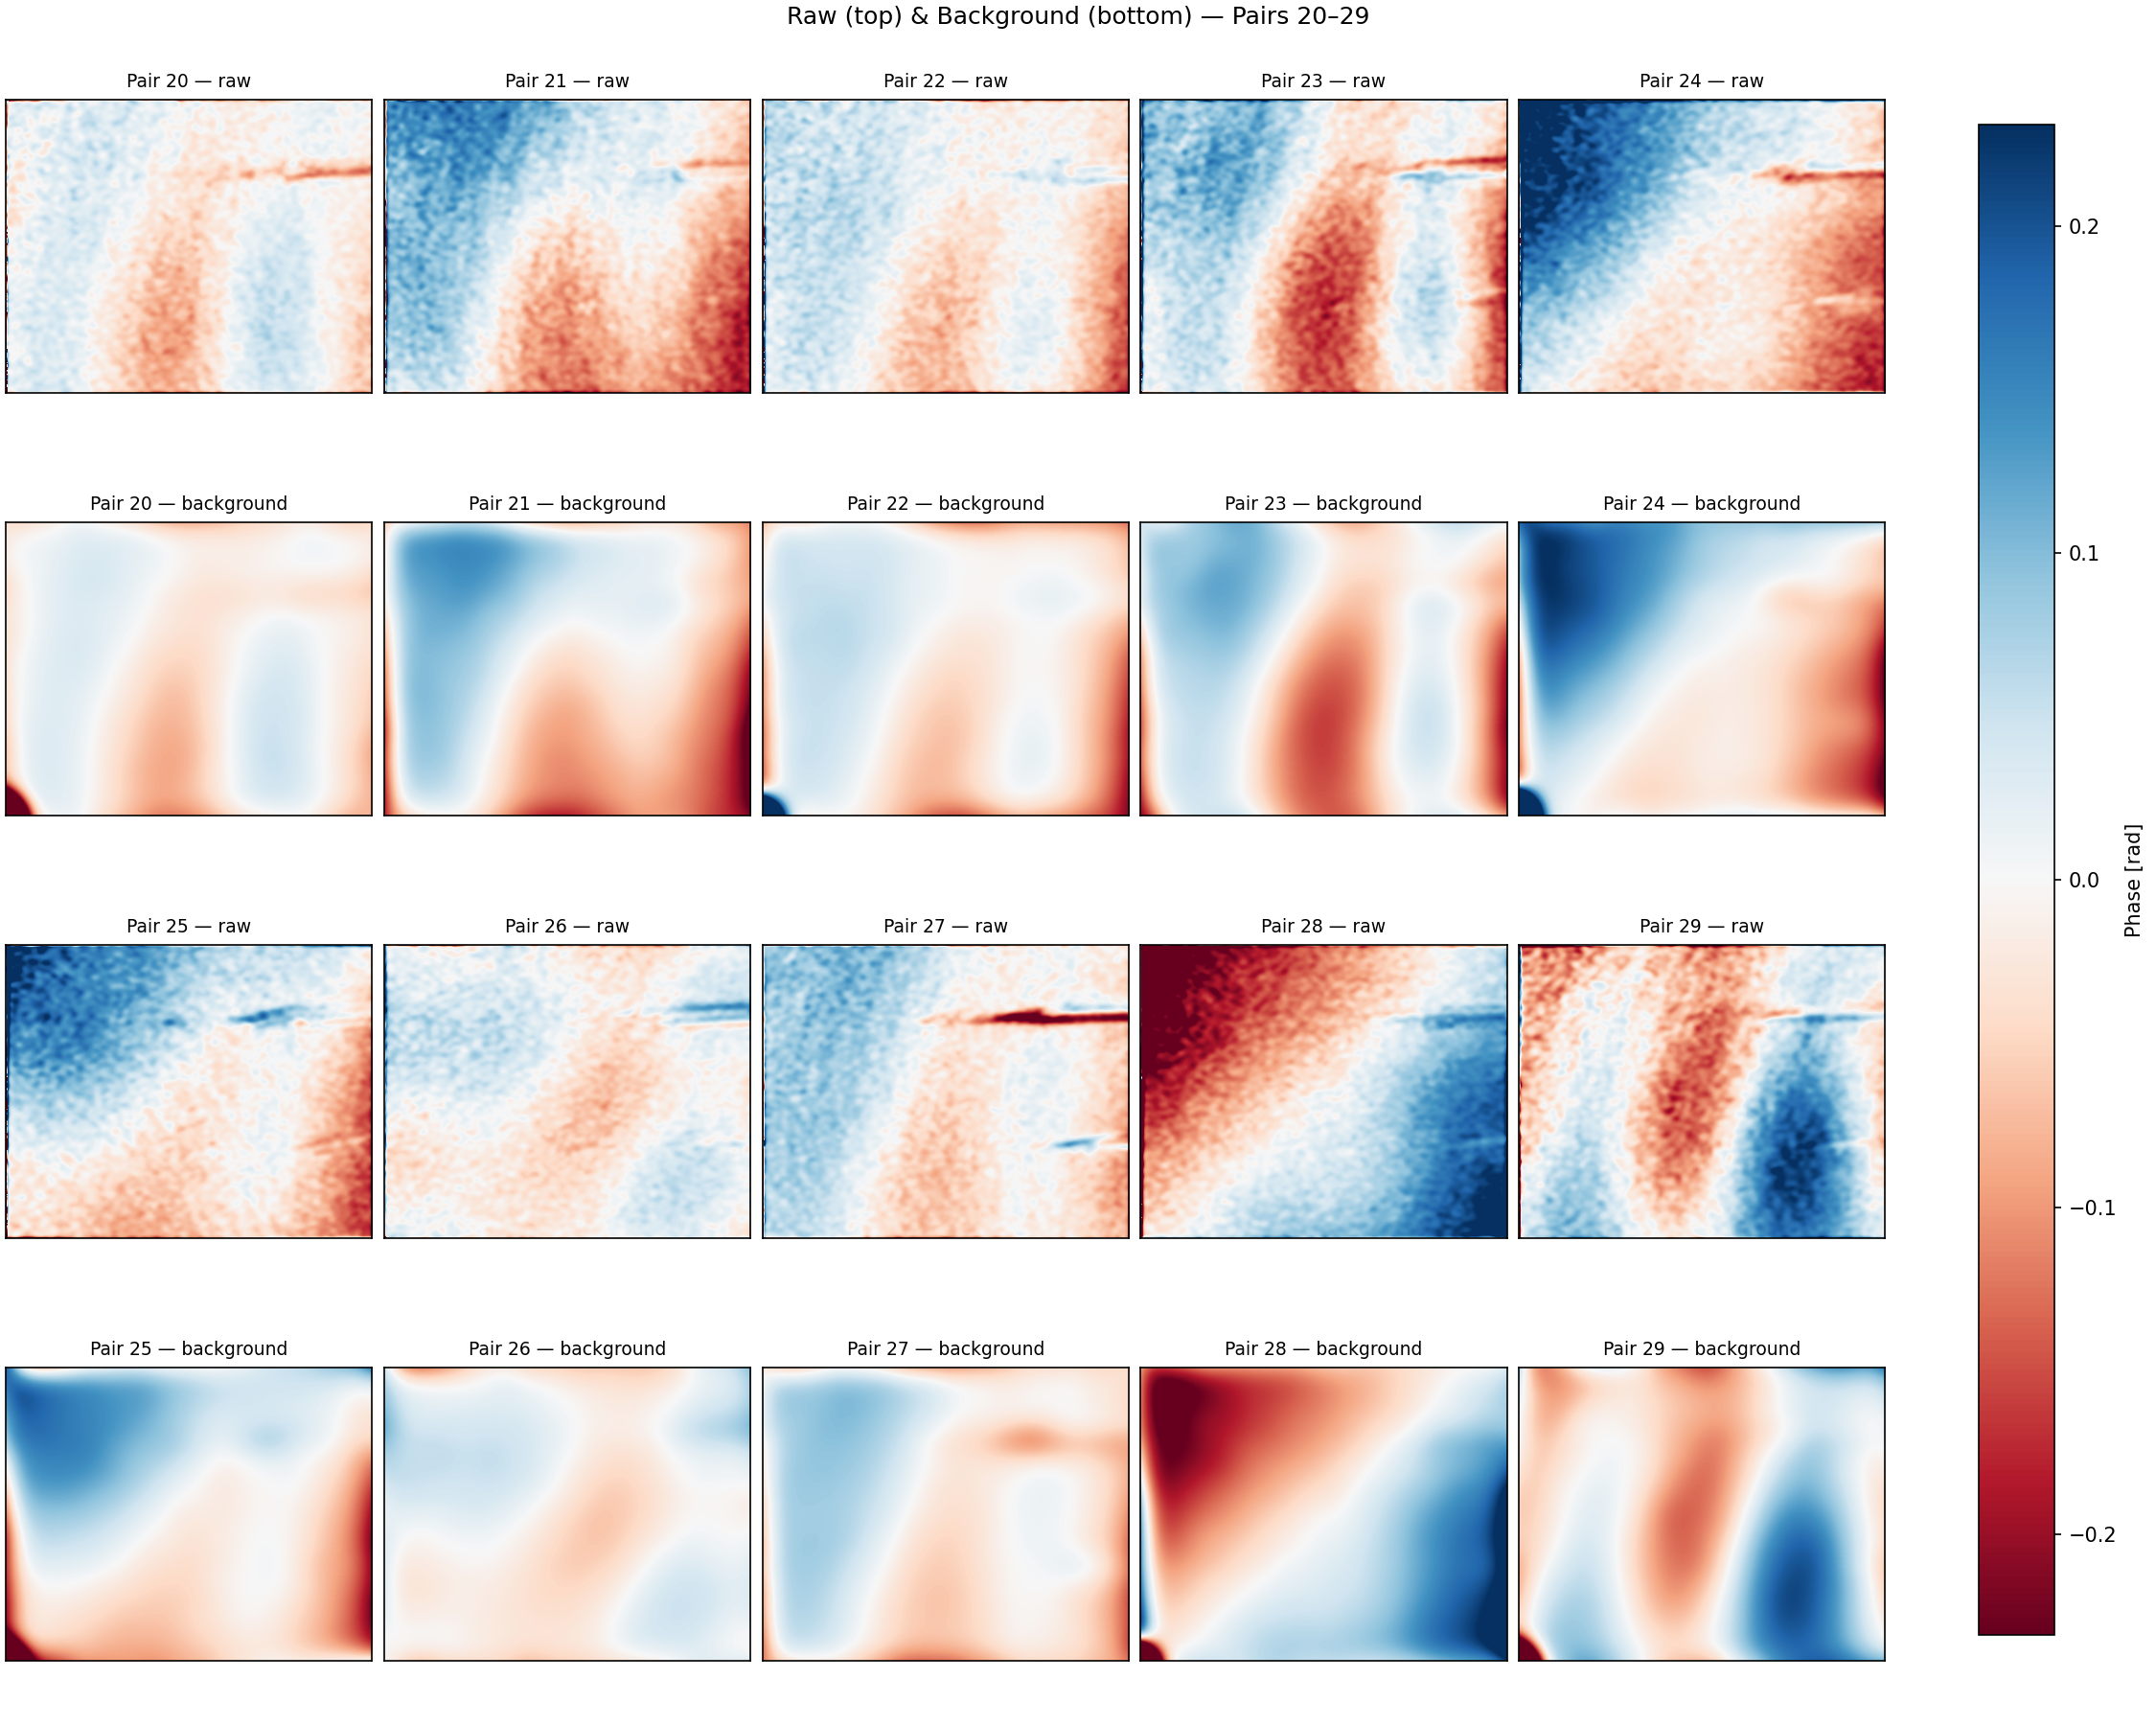 Raw (top) & Background (bottom) — Pairs 20–29
Pair 20 — raw
Pair 21 — raw
Pair 22 — raw
Pair 23 — raw
Pair 24 — raw
Pair 20 — background
Pair 21 — background
Pair 22 — background
Pair 23 — background
Pair 24 — background
Pair 25 — raw
Pair 26 — raw
Pair 27 — raw
Pair 28 — raw
Pair 29 — raw
Pair 25 — background
Pair 26 — background
Pair 27 — background
Pair 28 — background
Pair 29 — background
0.2
0.1
0.0
−0.1
−0.2
Phase [rad]